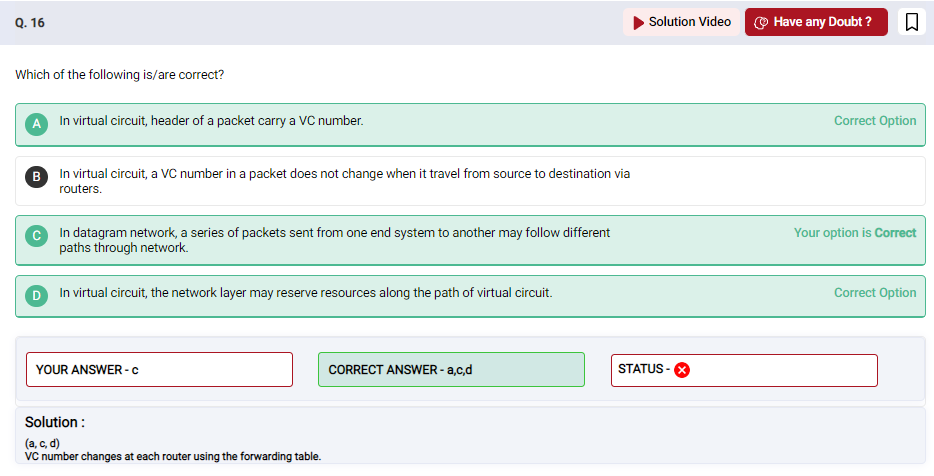 Q. 16
Solution Video
Have any Doubt ?
Which of the following is/are correct?
A In virtual circuit, header of a packet carry a VC number. Correct Option
B In virtual circuit, a VC number in a packet does not change when it travel from source to destination via
routers.
C In datagram network, a series of packets sent from one end system to another may follow different Your option is Correct
paths through network.
D In virtual circuit, the network layer may reserve resources along the path of virtual circuit. Correct Option
YOUR ANSWER - c CORRECT ANSWER - a,c,d STATUS -
Solution :
(a, c, d)
VC number changes at each router using the forwarding table.